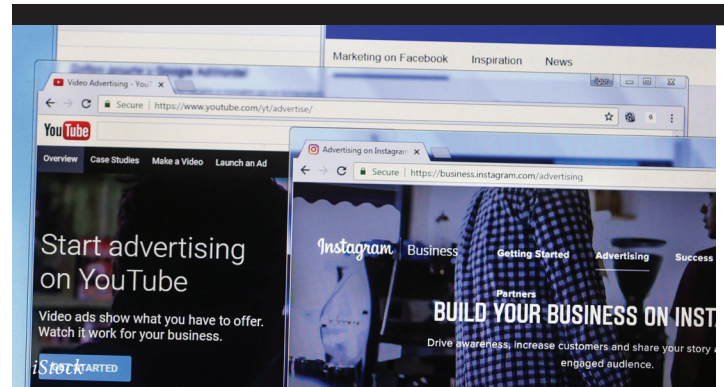 Marketing on Facebook Inspiration News
Video Advertising - You
Secure https://www.youtube.com/yt/advertise/
YouTube
Overview Case Studies Make a Video Launch an Ad
Start advertising
on YouTube
Video ads show what you have to offer.
Watch it work for your business.
GET STARTED
iStock
Advertising on Instagram
Secure https://business.instagram.com/advertising
Instagram Business Getting Started Advertising Success
Partners
BUILD YOUR BUSINESS ON INST
Drive awareness, increase customers and share your story
engaged audience.